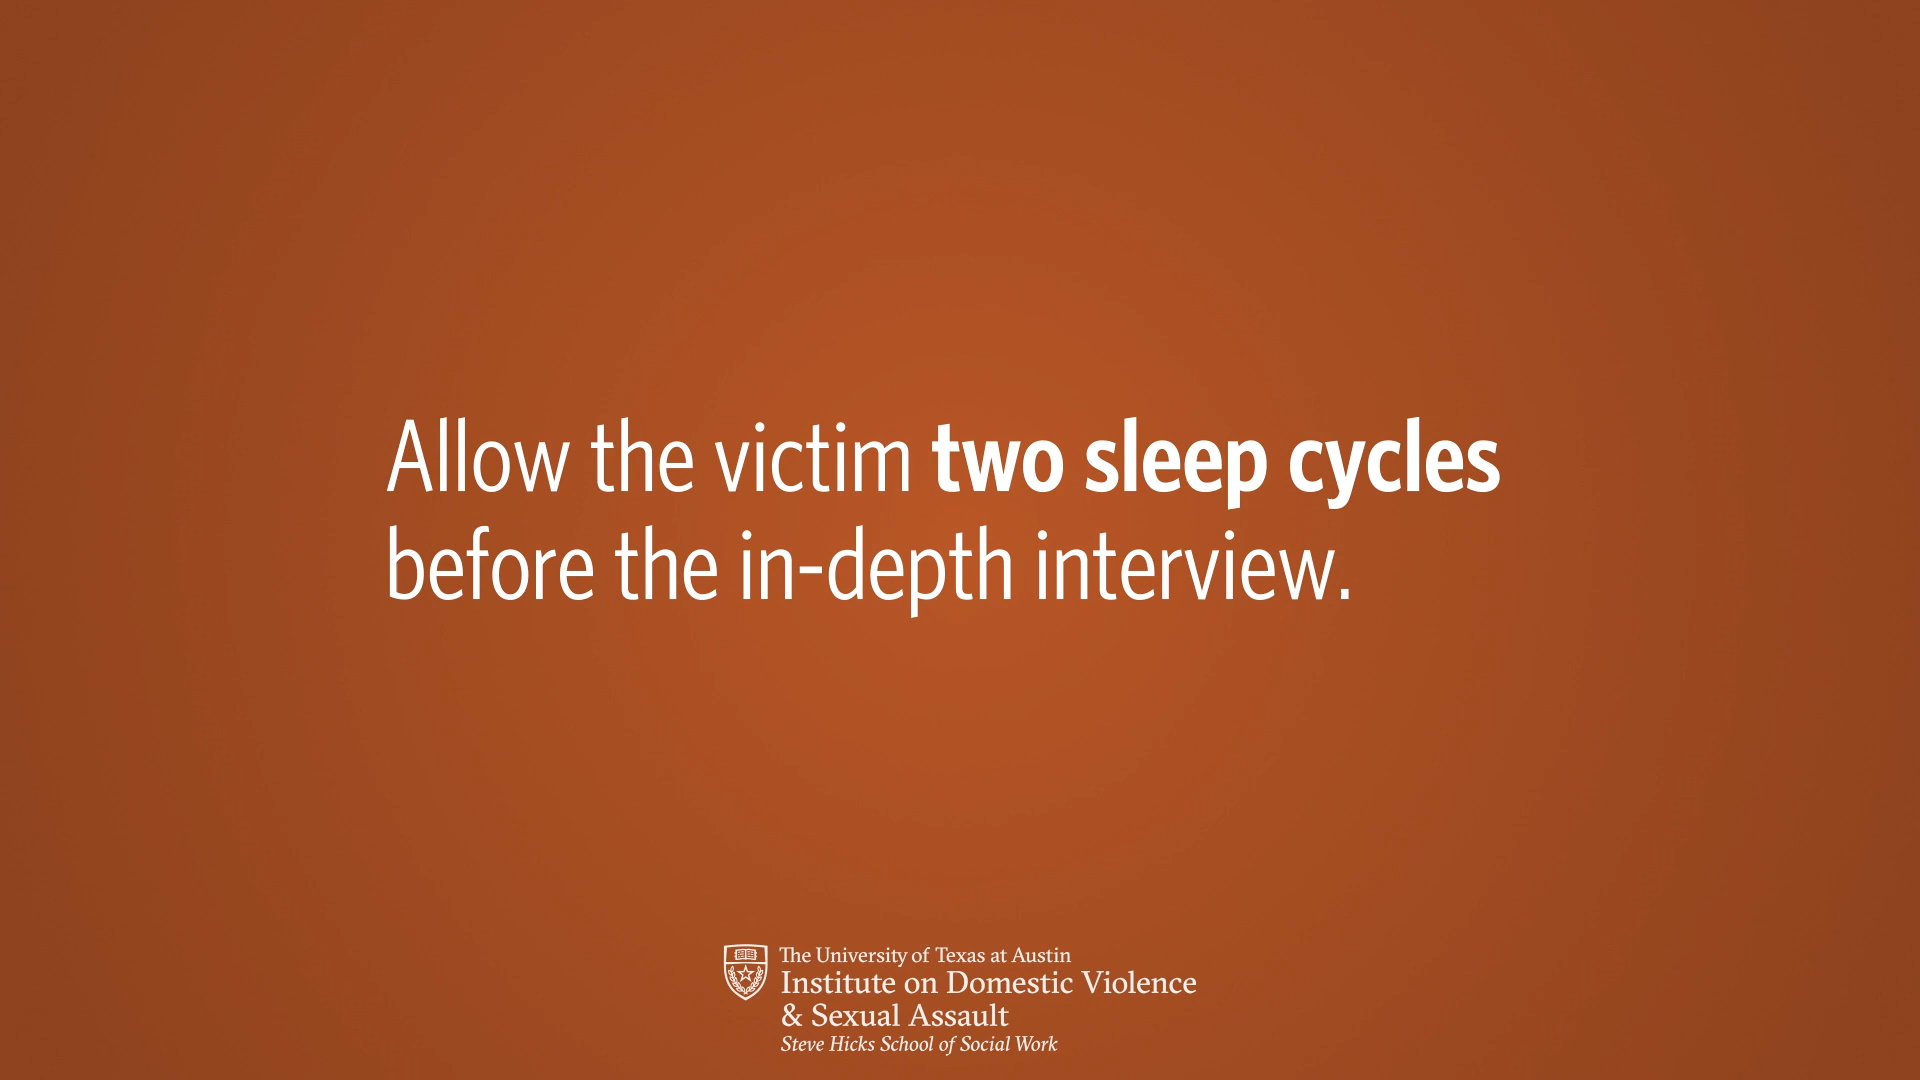 Allow the victim two sleep cycles
before the in-depth interview.
The University of Texas at Austin
Institute on Domestic Violence
& Sexual Assault
Steve Hicks School of Social Work